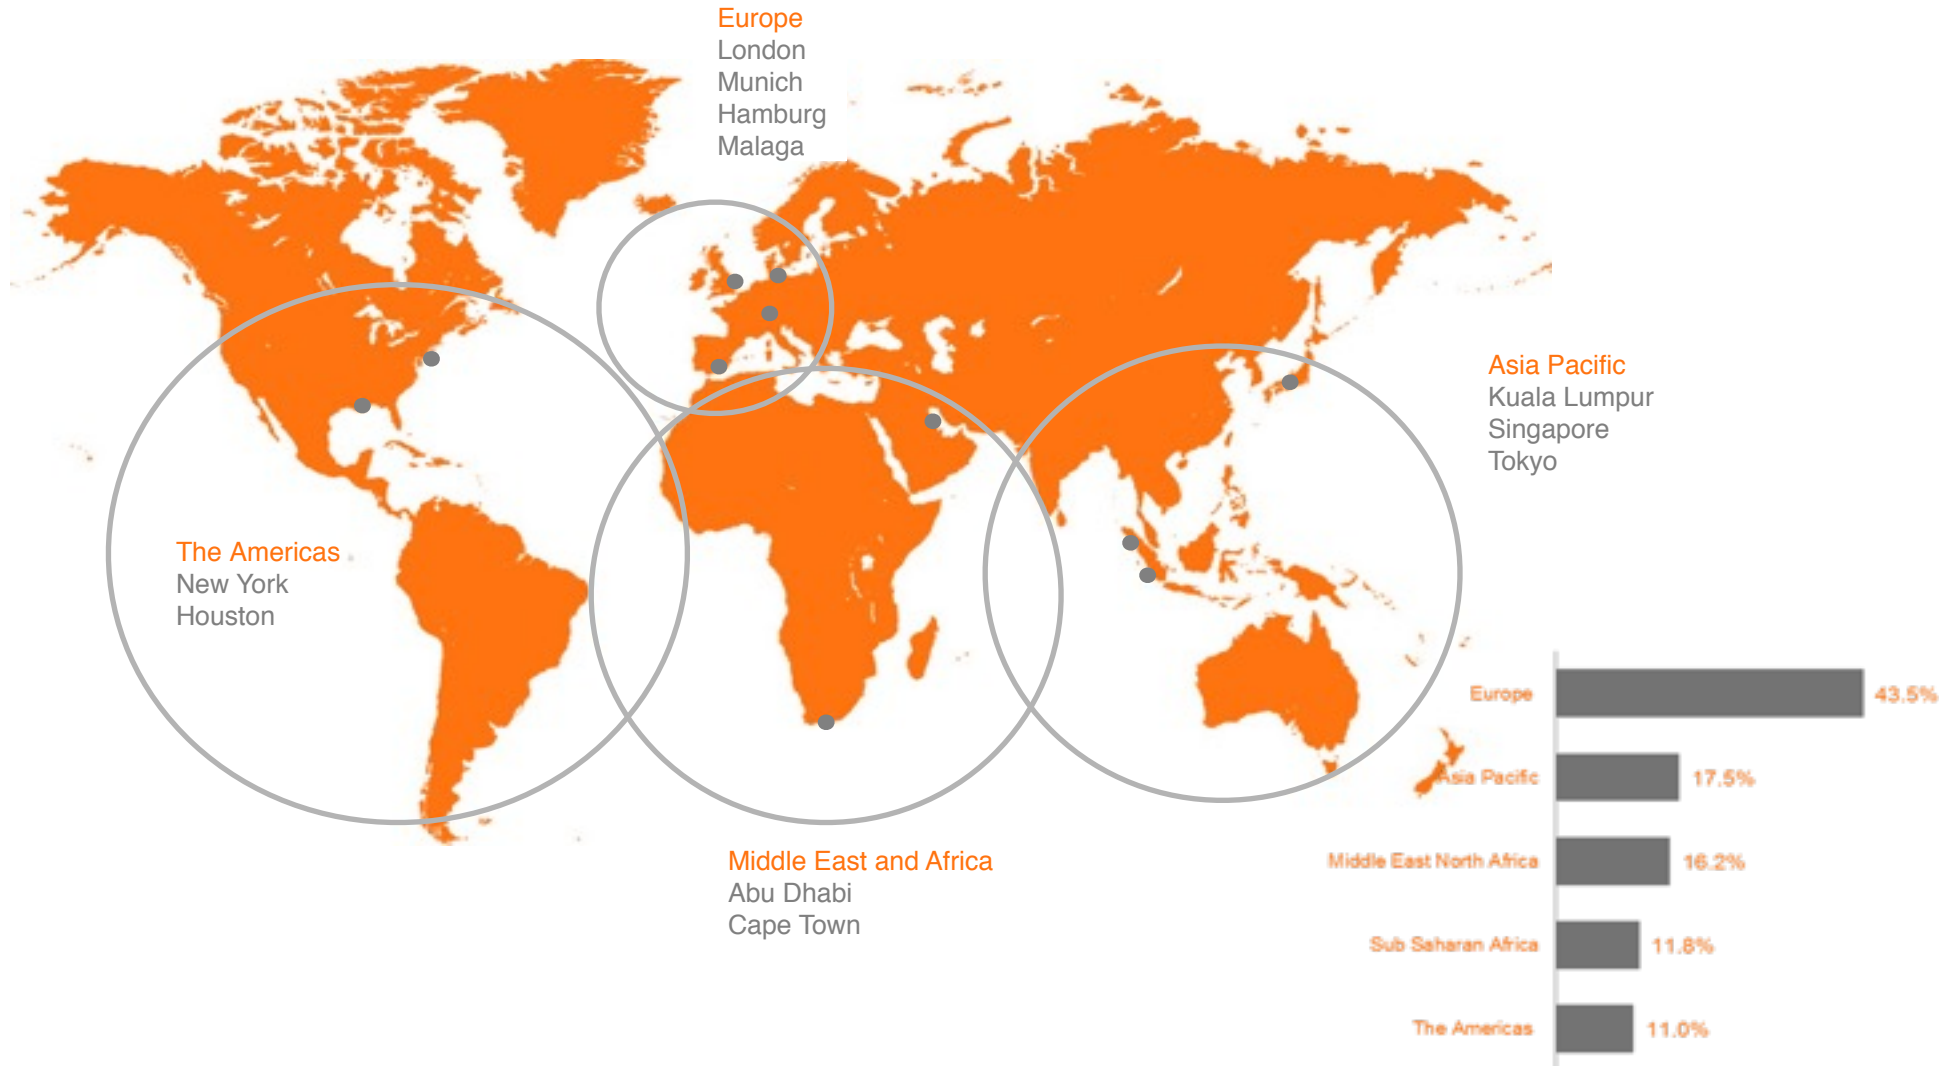 Europe
London
Munich
Hamburg
Malaga
Asia Pacific
Kuala Lumpur
Singapore
Tokyo
The Americas
New York
Houston
Middle East and Africa
Abu Dhabi
Cape Town
Europe 43.5%
Asia Pacific 17.5%
Middle East North Africa 16.2%
Sub Saharan Africa 11.8%
The Americas 11.0%